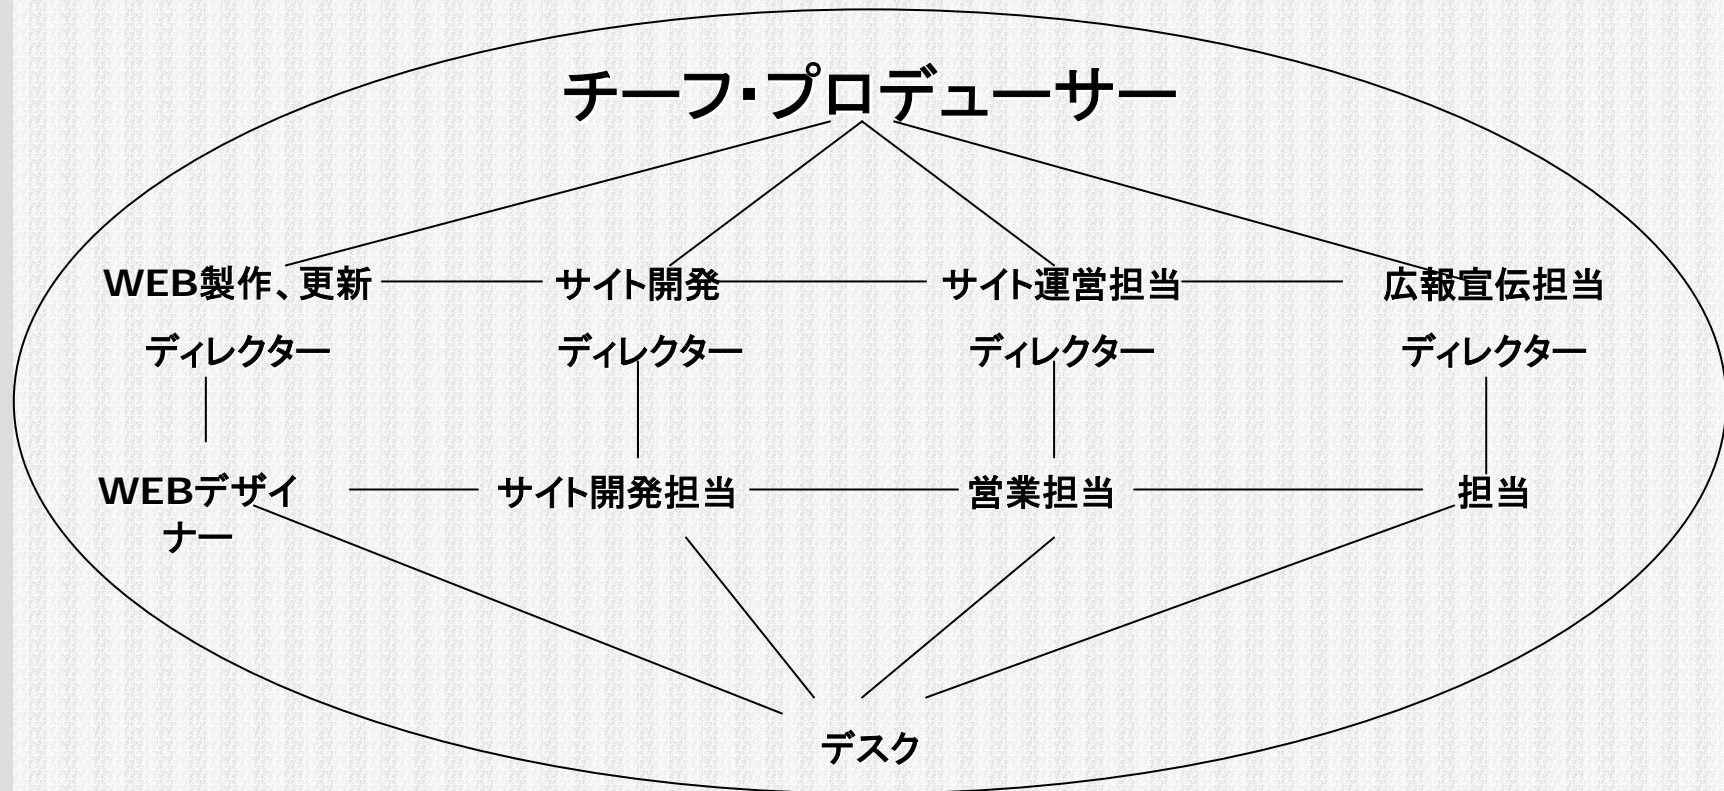 チーフ・プロデューサー
WEB製作、更新
ディレクター
サイト開発
ディレクター
サイト運営担当
ディレクター
広報宣伝担当
ディレクター
WEBデザイ
ナー
サイト開発担当
営業担当
担当
デスク